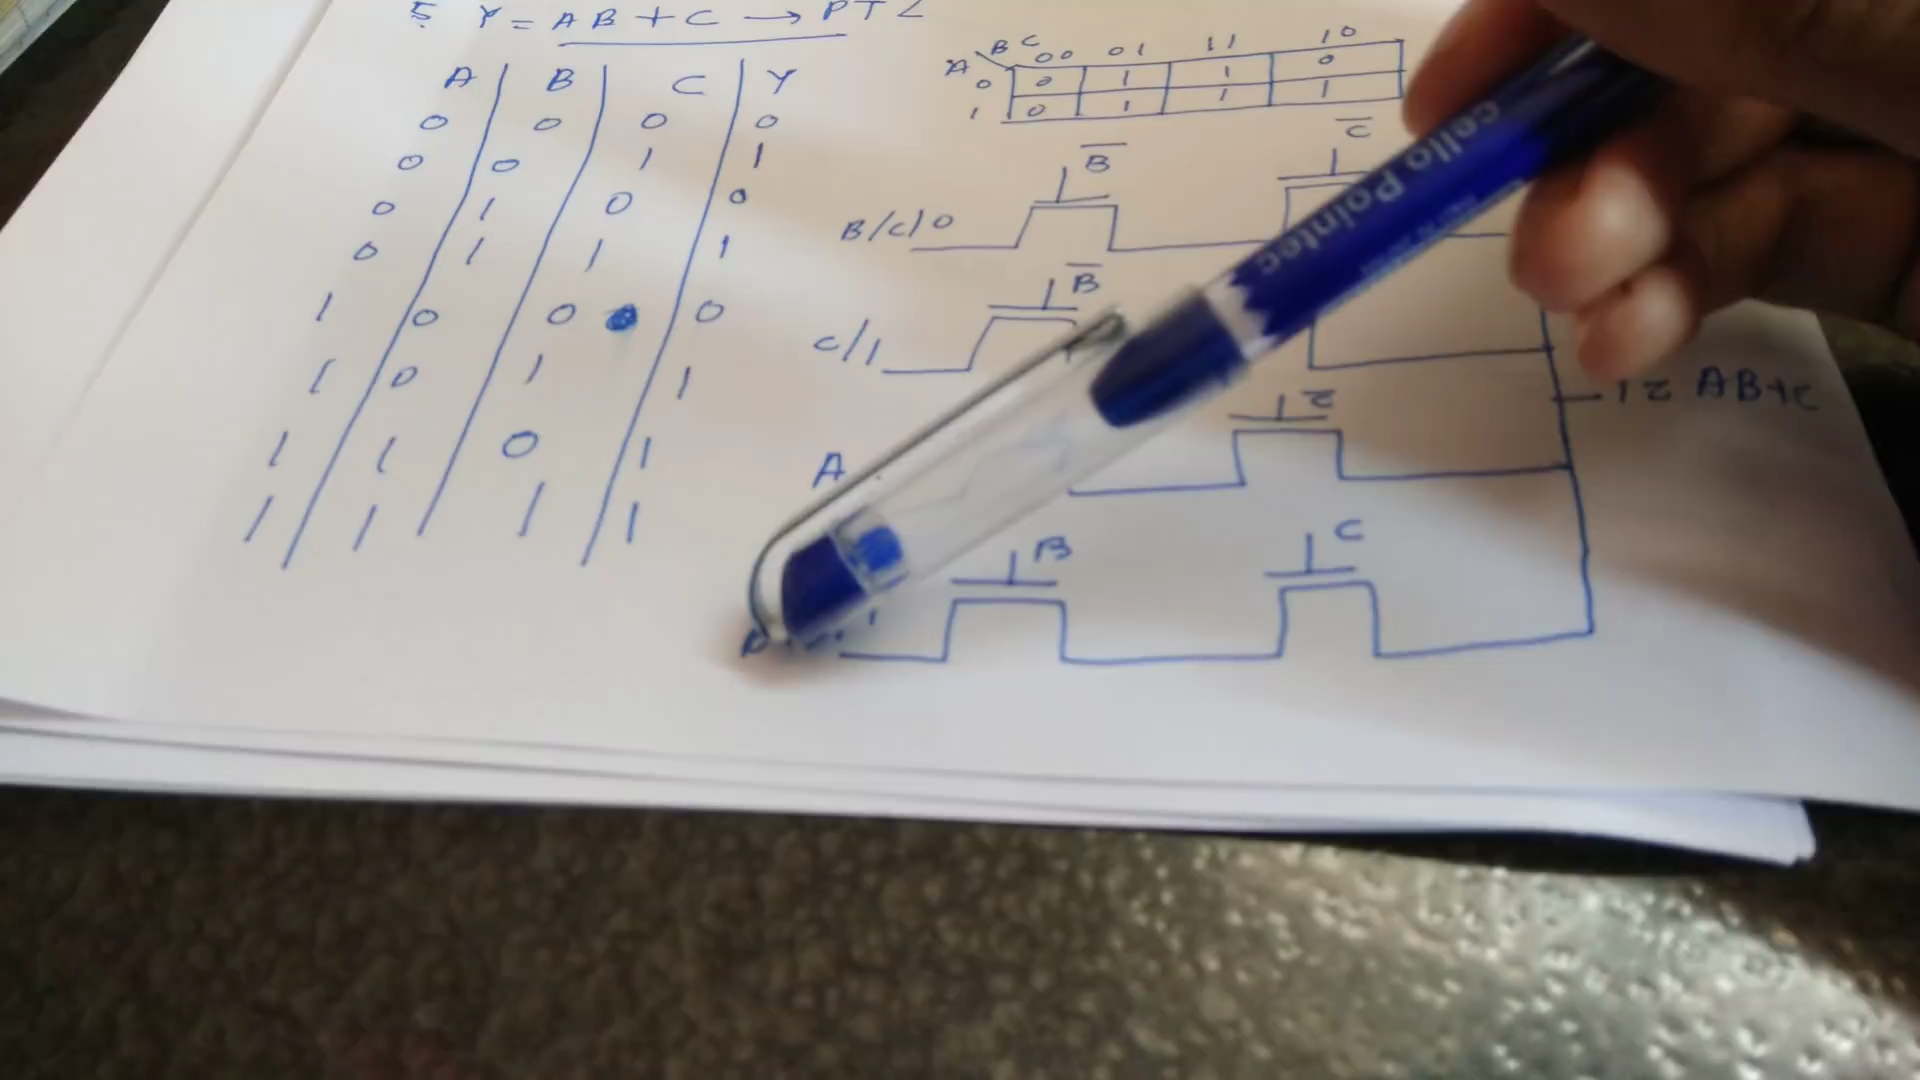 5. Y = AB + C → PTL
A B C Y
0 0 0 0
0 0 1 1
0 1 0 0
0 1 1 1
1 0 0 0
1 0 1 1
1 1 0 1
1 1 1 1
A BC 00 01 11 10
0 0 1 1 0
1 0 1 1 1
B/C/0 B̅ C̅
C/1 B̅
Y = AB+C
A C̅
B C
cello Pointec